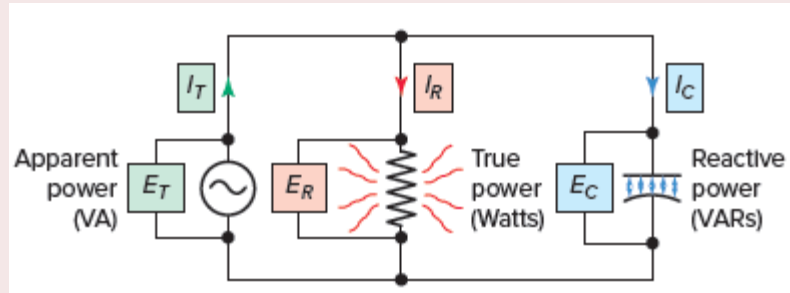 I_T
I_R
I_C
Apparent
power
(VA)
E_T
E_R
True
power
(Watts)
E_C
Reactive
power
(VARs)